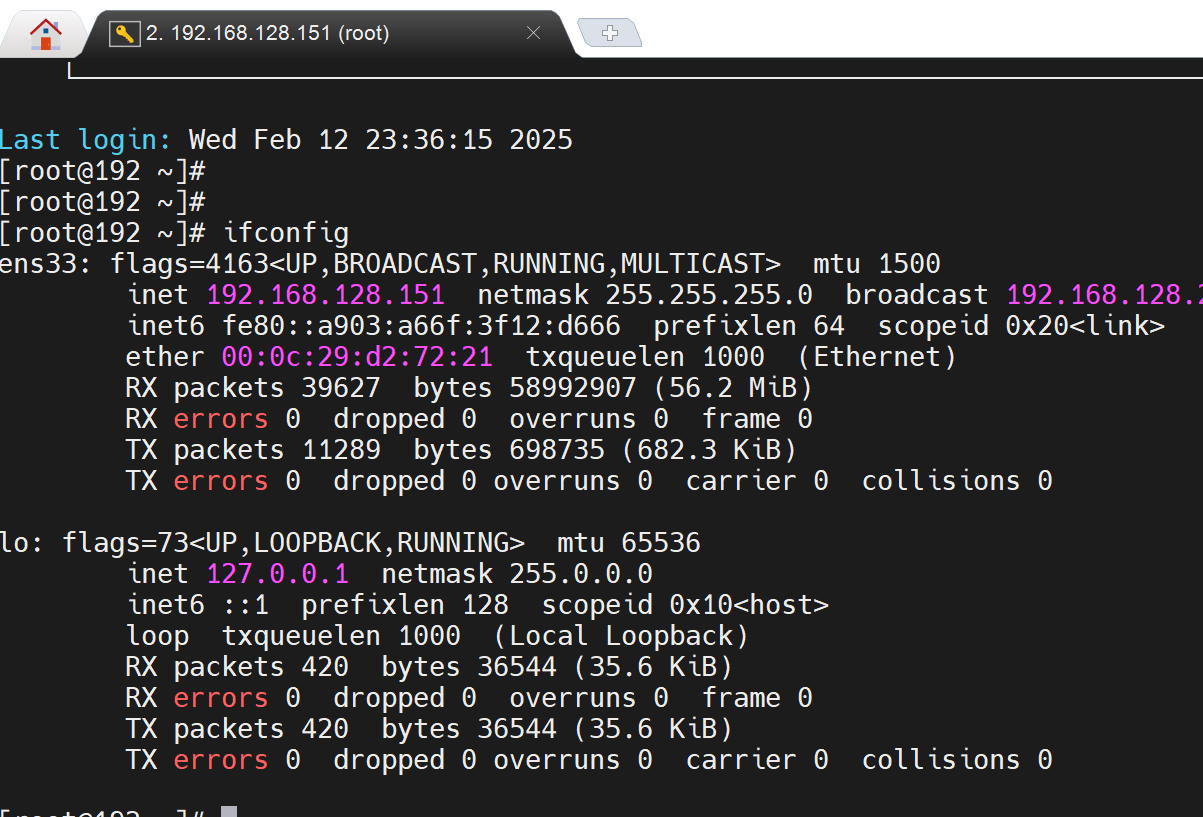 2. 192.168.128.151 (root)
Last login: Wed Feb 12 23:36:15 2025
[root@192 ~]#
[root@192 ~]#
[root@192 ~]# ifconfig
ens33: flags=4163<UP,BROADCAST,RUNNING,MULTICAST>  mtu 1500
        inet 192.168.128.151  netmask 255.255.255.0  broadcast 192.168.128.2
        inet6 fe80::a903:a66f:3f12:d666  prefixlen 64  scopeid 0x20<link>
        ether 00:0c:29:d2:72:21  txqueuelen 1000  (Ethernet)
        RX packets 39627  bytes 58992907 (56.2 MiB)
        RX errors 0  dropped 0  overruns 0  frame 0
        TX packets 11289  bytes 698735 (682.3 KiB)
        TX errors 0  dropped 0 overruns 0  carrier 0  collisions 0
lo: flags=73<UP,LOOPBACK,RUNNING>  mtu 65536
        inet 127.0.0.1  netmask 255.0.0.0
        inet6 ::1  prefixlen 128  scopeid 0x10<host>
        loop  txqueuelen 1000  (Local Loopback)
        RX packets 420  bytes 36544 (35.6 KiB)
        RX errors 0  dropped 0  overruns 0  frame 0
        TX packets 420  bytes 36544 (35.6 KiB)
        TX errors 0  dropped 0 overruns 0  carrier 0  collisions 0
[root@192 ~]#